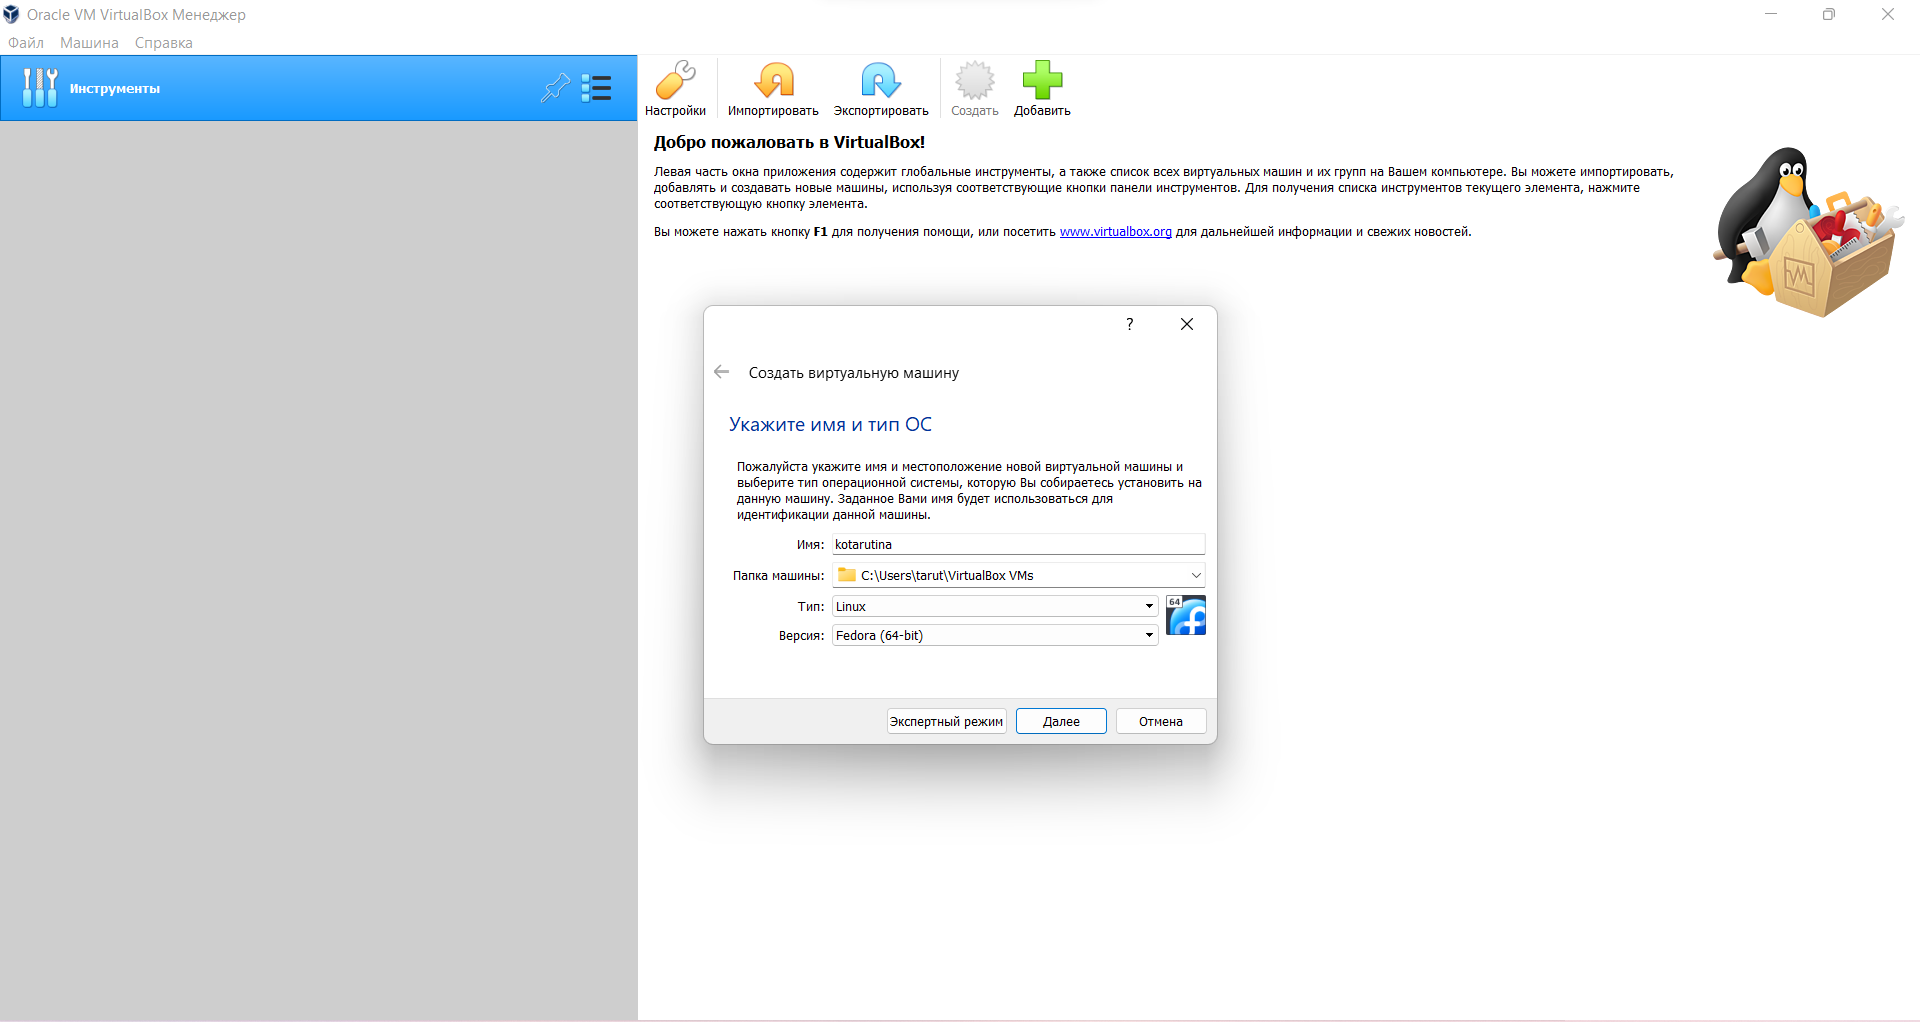 Oracle VM VirtualBox Менеджер
Файл Машина Справка
Инструменты
Настройки Импортировать Экспортировать Создать Добавить
Добро пожаловать в VirtualBox!
Левая часть окна приложения содержит глобальные инструменты, а также список всех виртуальных машин и их групп на Вашем компьютере. Вы можете импортировать,
добавлять и создавать новые машины, используя соответствующие кнопки панели инструментов. Для получения списка инструментов текущего элемента, нажмите
соответствующую кнопку элемента.
Вы можете нажать кнопку F1 для получения помощи, или посетить www.virtualbox.org для дальнейшей информации и свежих новостей.
?
Создать виртуальную машину
Укажите имя и тип ОС
Пожалуйста укажите имя и местоположение новой виртуальной машины и
выберите тип операционной системы, которую Вы собираетесь установить на
данную машину. Заданное Вами имя будет использоваться для
идентификации данной машины.
Имя: kotarutina
Папка машины: C:\Users\tarut\VirtualBox VMs
Тип: Linux
64
Версия: Fedora (64-bit)
Экспертный режим Далее Отмена